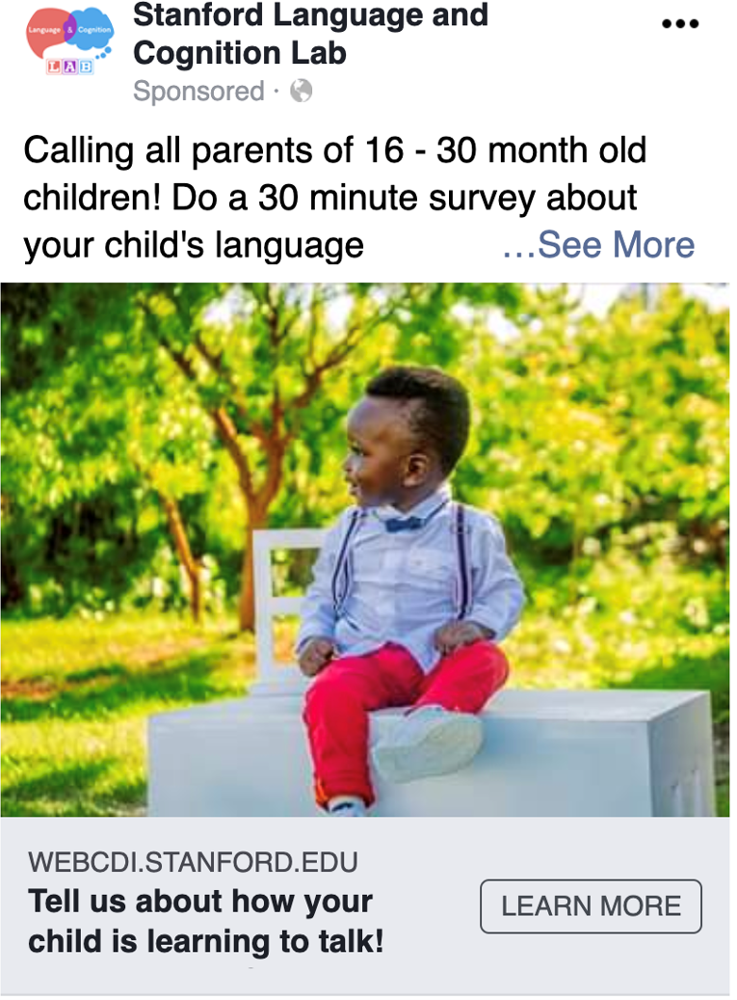 Language & Cognition
LAB
Stanford Language and
Cognition Lab
Sponsored ·
Calling all parents of 16 - 30 month old
children! Do a 30 minute survey about
your child's language ...See More
WEBCDI.STANFORD.EDU
Tell us about how your
child is learning to talk!
LEARN MORE